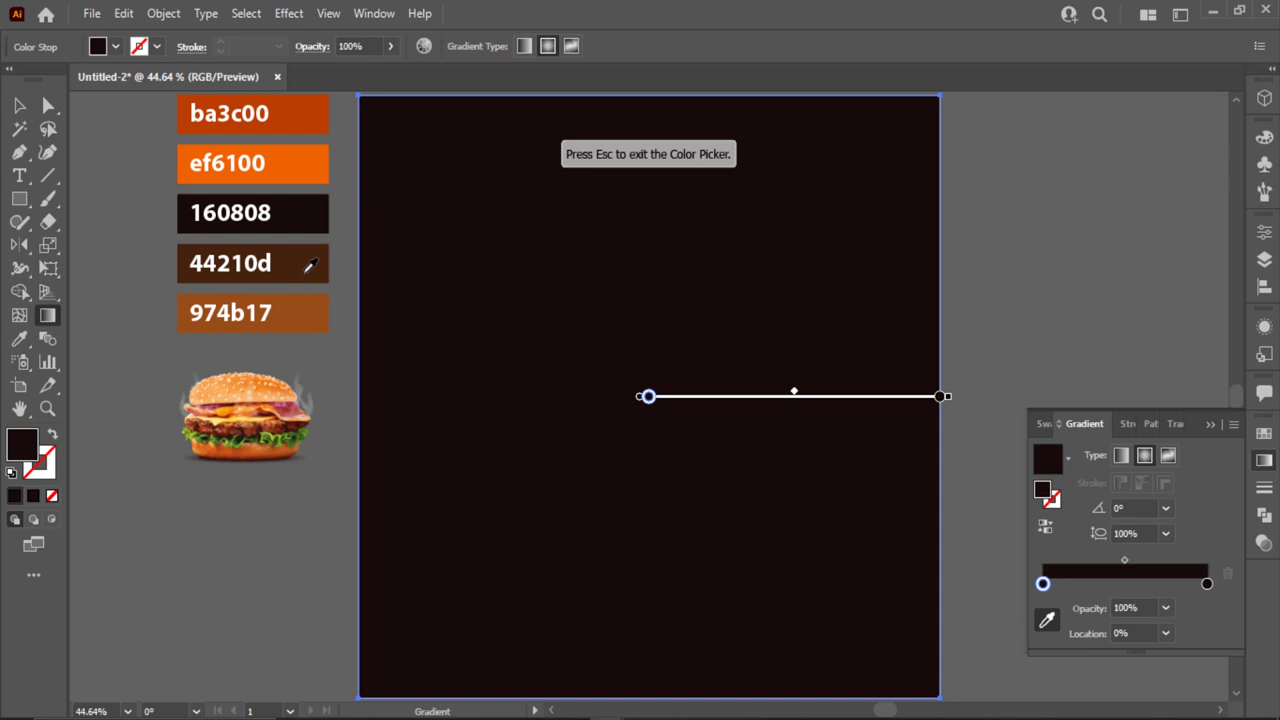 Ai File Edit Object Type Select Effect View Window Help
Color Stop Stroke: Opacity: 100% Gradient Type:
Untitled-2* @ 44.64 % (RGB/Preview) ×
ba3c00
Press Esc to exit the Color Picker.
ef6100
160808
44210d
974b17
Swa Gradient Str Pat Tra
Type:
Stroke:
0°
100%
Opacity: 100%
Location: 0%
44.64% 0° 1 Gradient